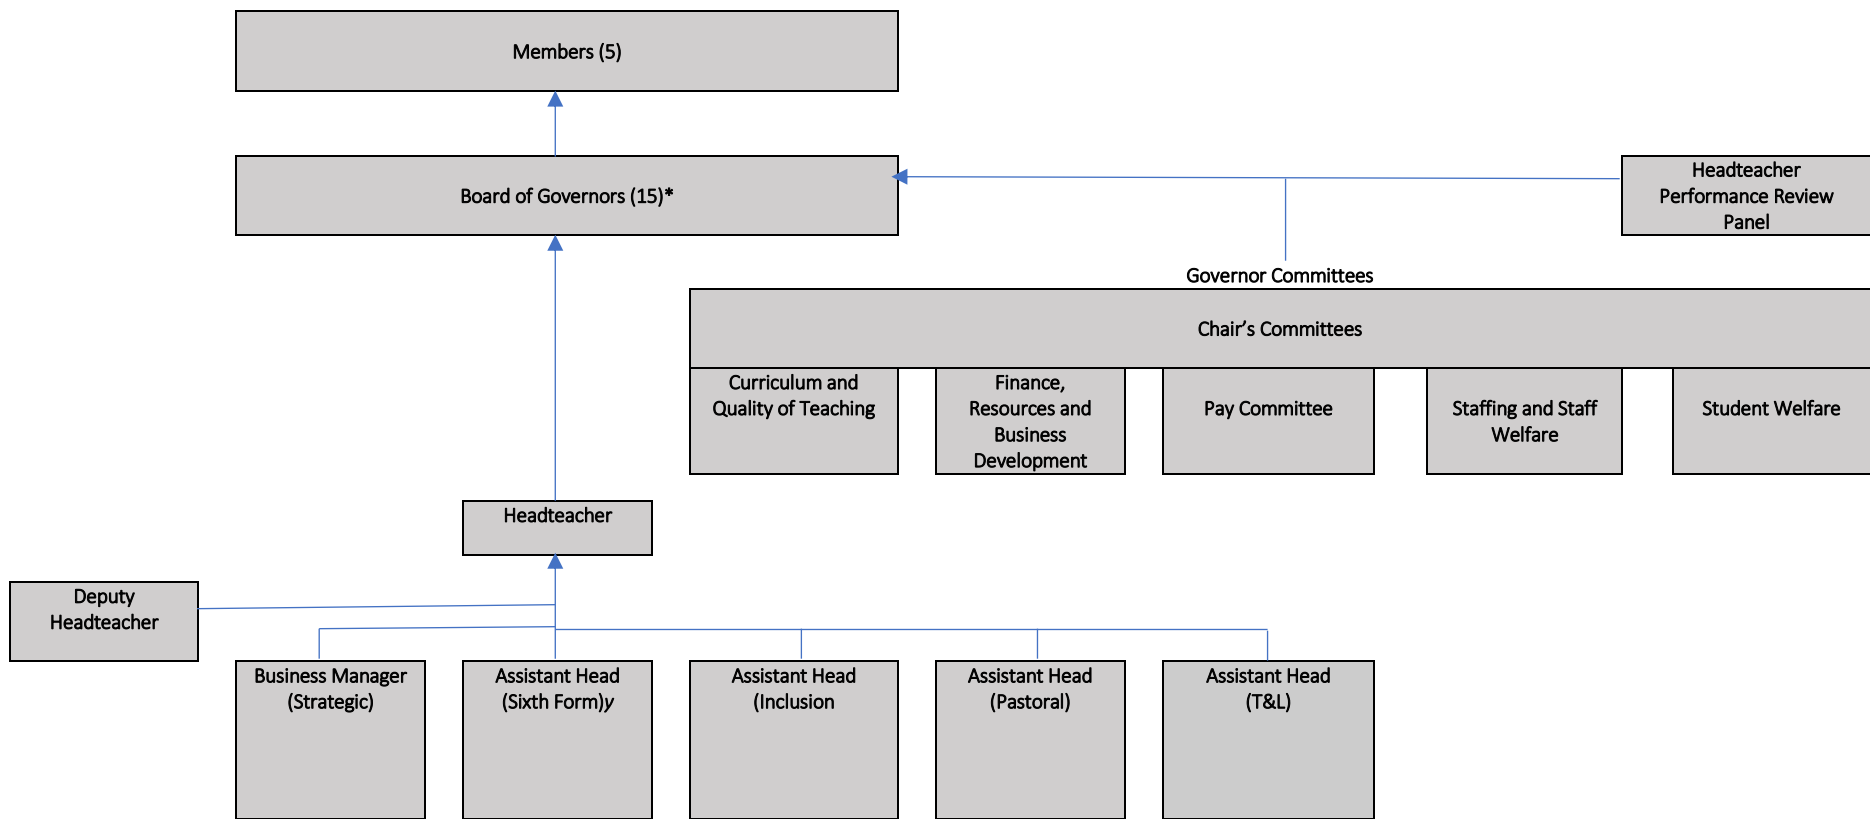 Members (5)
Board of Governors (15)*
Headteacher
Performance Review
Panel
Governor Committees
Chair’s Committees
Curriculum and
Quality of Teaching
Finance,
Resources and
Business
Development
Pay Committee
Staffing and Staff
Welfare
Student Welfare
Headteacher
Deputy
Headteacher
Business Manager
(Strategic)
Assistant Head
(Sixth Form)y
Assistant Head
(Inclusion
Assistant Head
(Pastoral)
Assistant Head
(T&L)